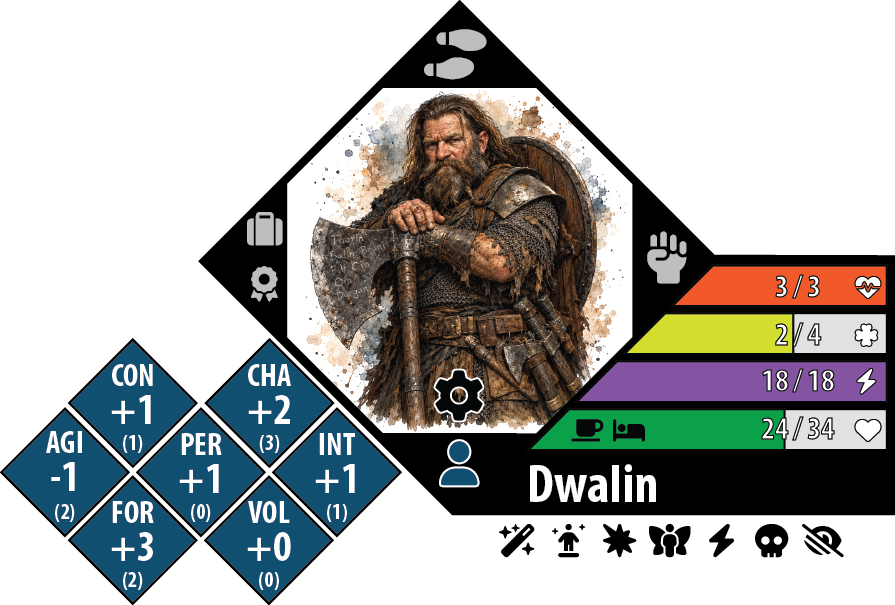 3 / 3
2 / 4
18 / 18
24 / 34
Dwalin
CON
+1
(1)
CHA
+2
(3)
AGI
-1
(2)
PER
+1
(0)
INT
+1
(1)
FOR
+3
(2)
VOL
+0
(0)